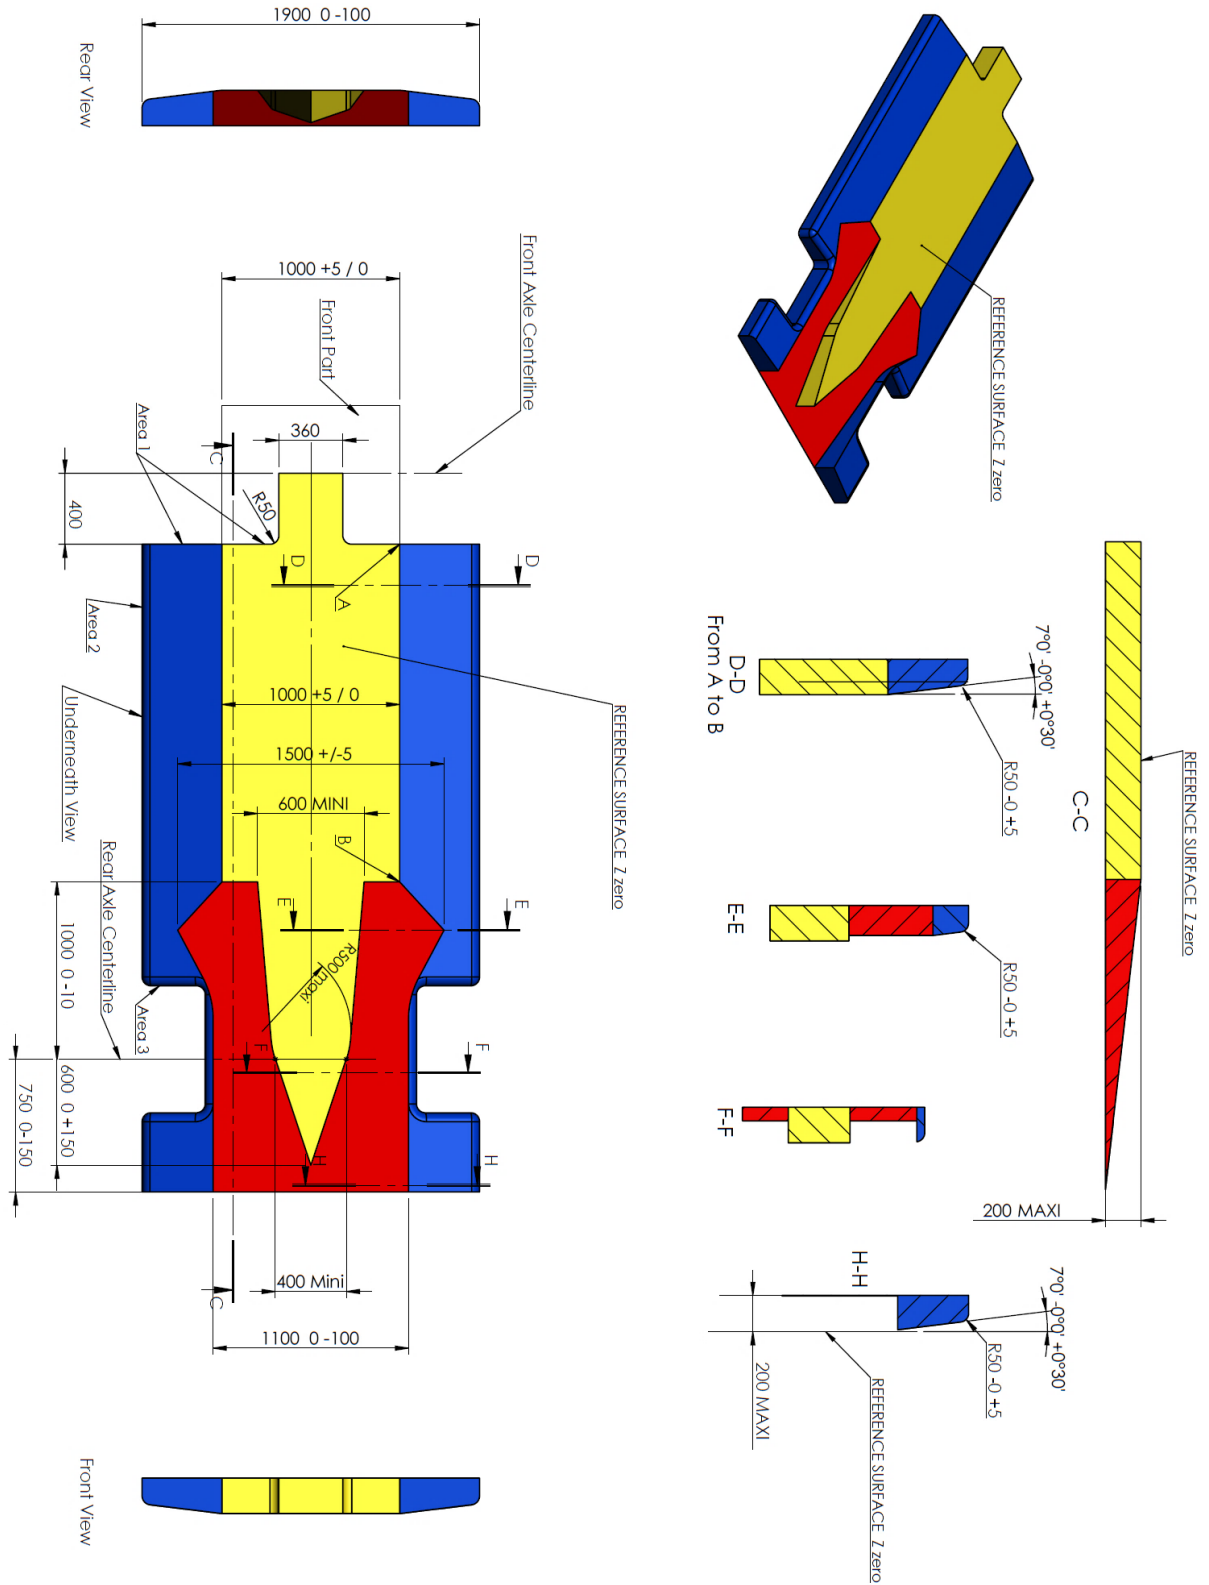 1900 0 -100
Rear View
Front Axle Centerline
1000 +5 / 0
Front Part
360
Area 1
C
400
R50
D
D
A
Area 2
Underneath View
1000 +5 / 0
REFERENCE SURFACE Z zero
1500 +/-5
600 MINI
B
Rear Axle Centerline
E
E
1000 0 -10
R500 maxi
Area 3
F
F
600 0 +150
750 0-150
H
H
C
400 Mini
1100 0 -100
Front View
REFERENCE SURFACE Z zero
REFERENCE SURFACE Z zero
C-C
200 MAXI
7°0' -0°0' +0°30'
R50 -0 +5
D-D
From A to B
R50 -0 +5
E-E
F-F
H-H
7°0' -0°0' +0°30'
R50 -0 +5
200 MAXI
REFERENCE SURFACE Z zero